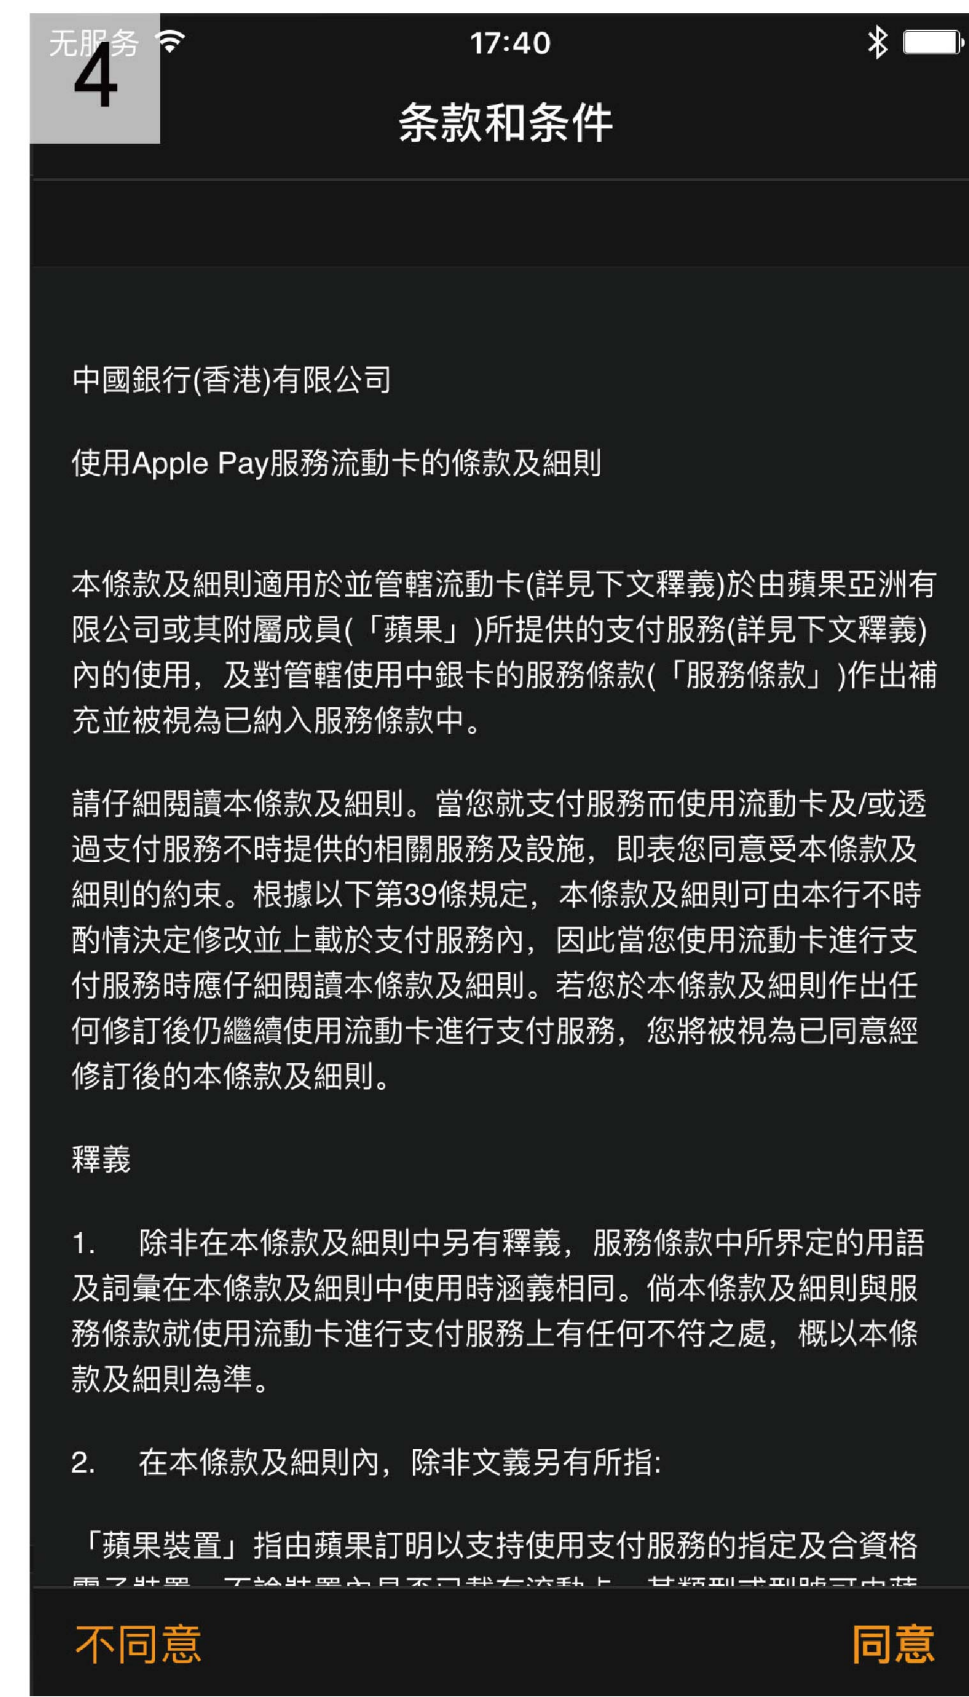 无服务
17:40
4
条款和条件
中國銀行(香港)有限公司
使用Apple Pay服務流動卡的條款及細則
本條款及細則適用於並管轄流動卡(詳見下文釋義)於由蘋果亞洲有
限公司或其附屬成員(「蘋果」)所提供的支付服務(詳見下文釋義)
內的使用，及對管轄使用中銀卡的服務條款(「服務條款」)作出補
充並被視為已納入服務條款中。
請仔細閱讀本條款及細則。當您就支付服務而使用流動卡及/或透
過支付服務不時提供的相關服務及設施，即表您同意受本條款及
細則的約束。根據以下第39條規定，本條款及細則可由本行不時
酌情決定修改並上載於支付服務內，因此當您使用流動卡進行支
付服務時應仔細閱讀本條款及細則。若您於本條款及細則作出任
何修訂後仍繼續使用流動卡進行支付服務，您將被視為已同意經
修訂後的本條款及細則。
釋義
1. 除非在本條款及細則中另有釋義，服務條款中所界定的用語
及詞彙在本條款及細則中使用時涵義相同。倘本條款及細則與服
務條款就使用流動卡進行支付服務上有任何不符之處，概以本條
款及細則為準。
2. 在本條款及細則內，除非文義另有所指:
「蘋果裝置」指由蘋果訂明以支持使用支付服務的指定及合資格
不同意
同意